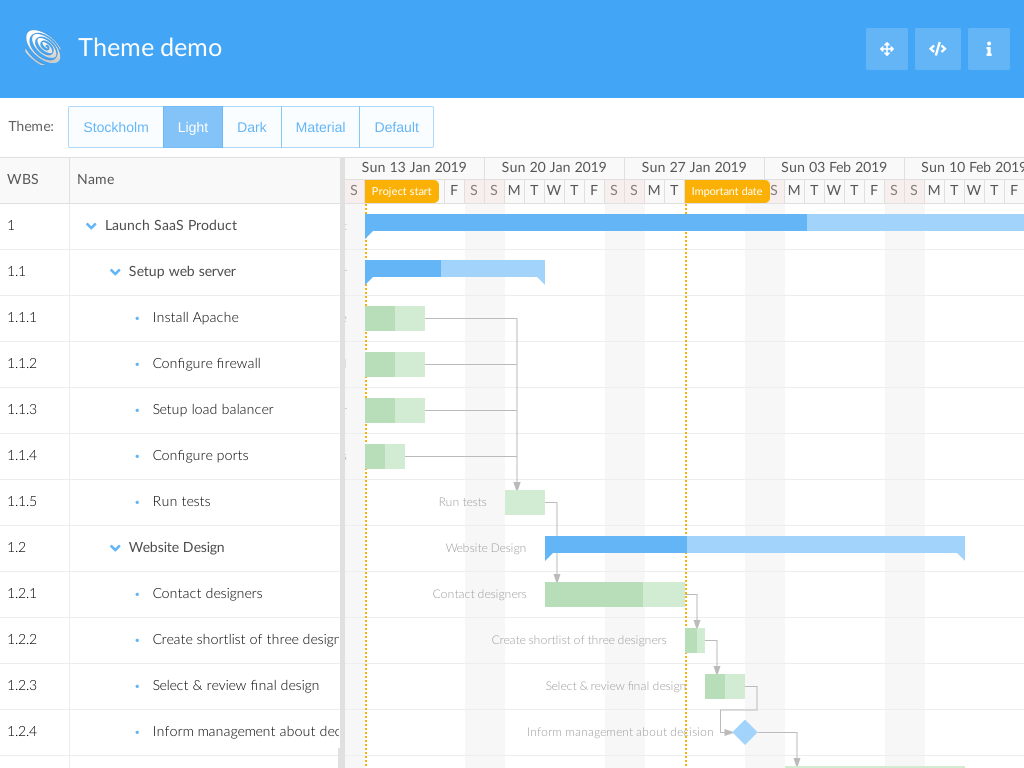 Theme demo
Theme: Stockholm Light Dark Material Default
WBS Name
Sun 13 Jan 2019 Sun 20 Jan 2019 Sun 27 Jan 2019 Sun 03 Feb 2019 Sun 10 Feb 2019
S Project start F S S M T W T F S S M T Important date S M T W T F S S M T W T F
1 Launch SaaS Product
1.1 Setup web server
1.1.1 Install Apache
1.1.2 Configure firewall
1.1.3 Setup load balancer
1.1.4 Configure ports
1.1.5 Run tests Run tests
1.2 Website Design Website Design
1.2.1 Contact designers Contact designers
1.2.2 Create shortlist of three design Create shortlist of three designers
1.2.3 Select & review final design Select & review final design
1.2.4 Inform management about dec Inform management about decision